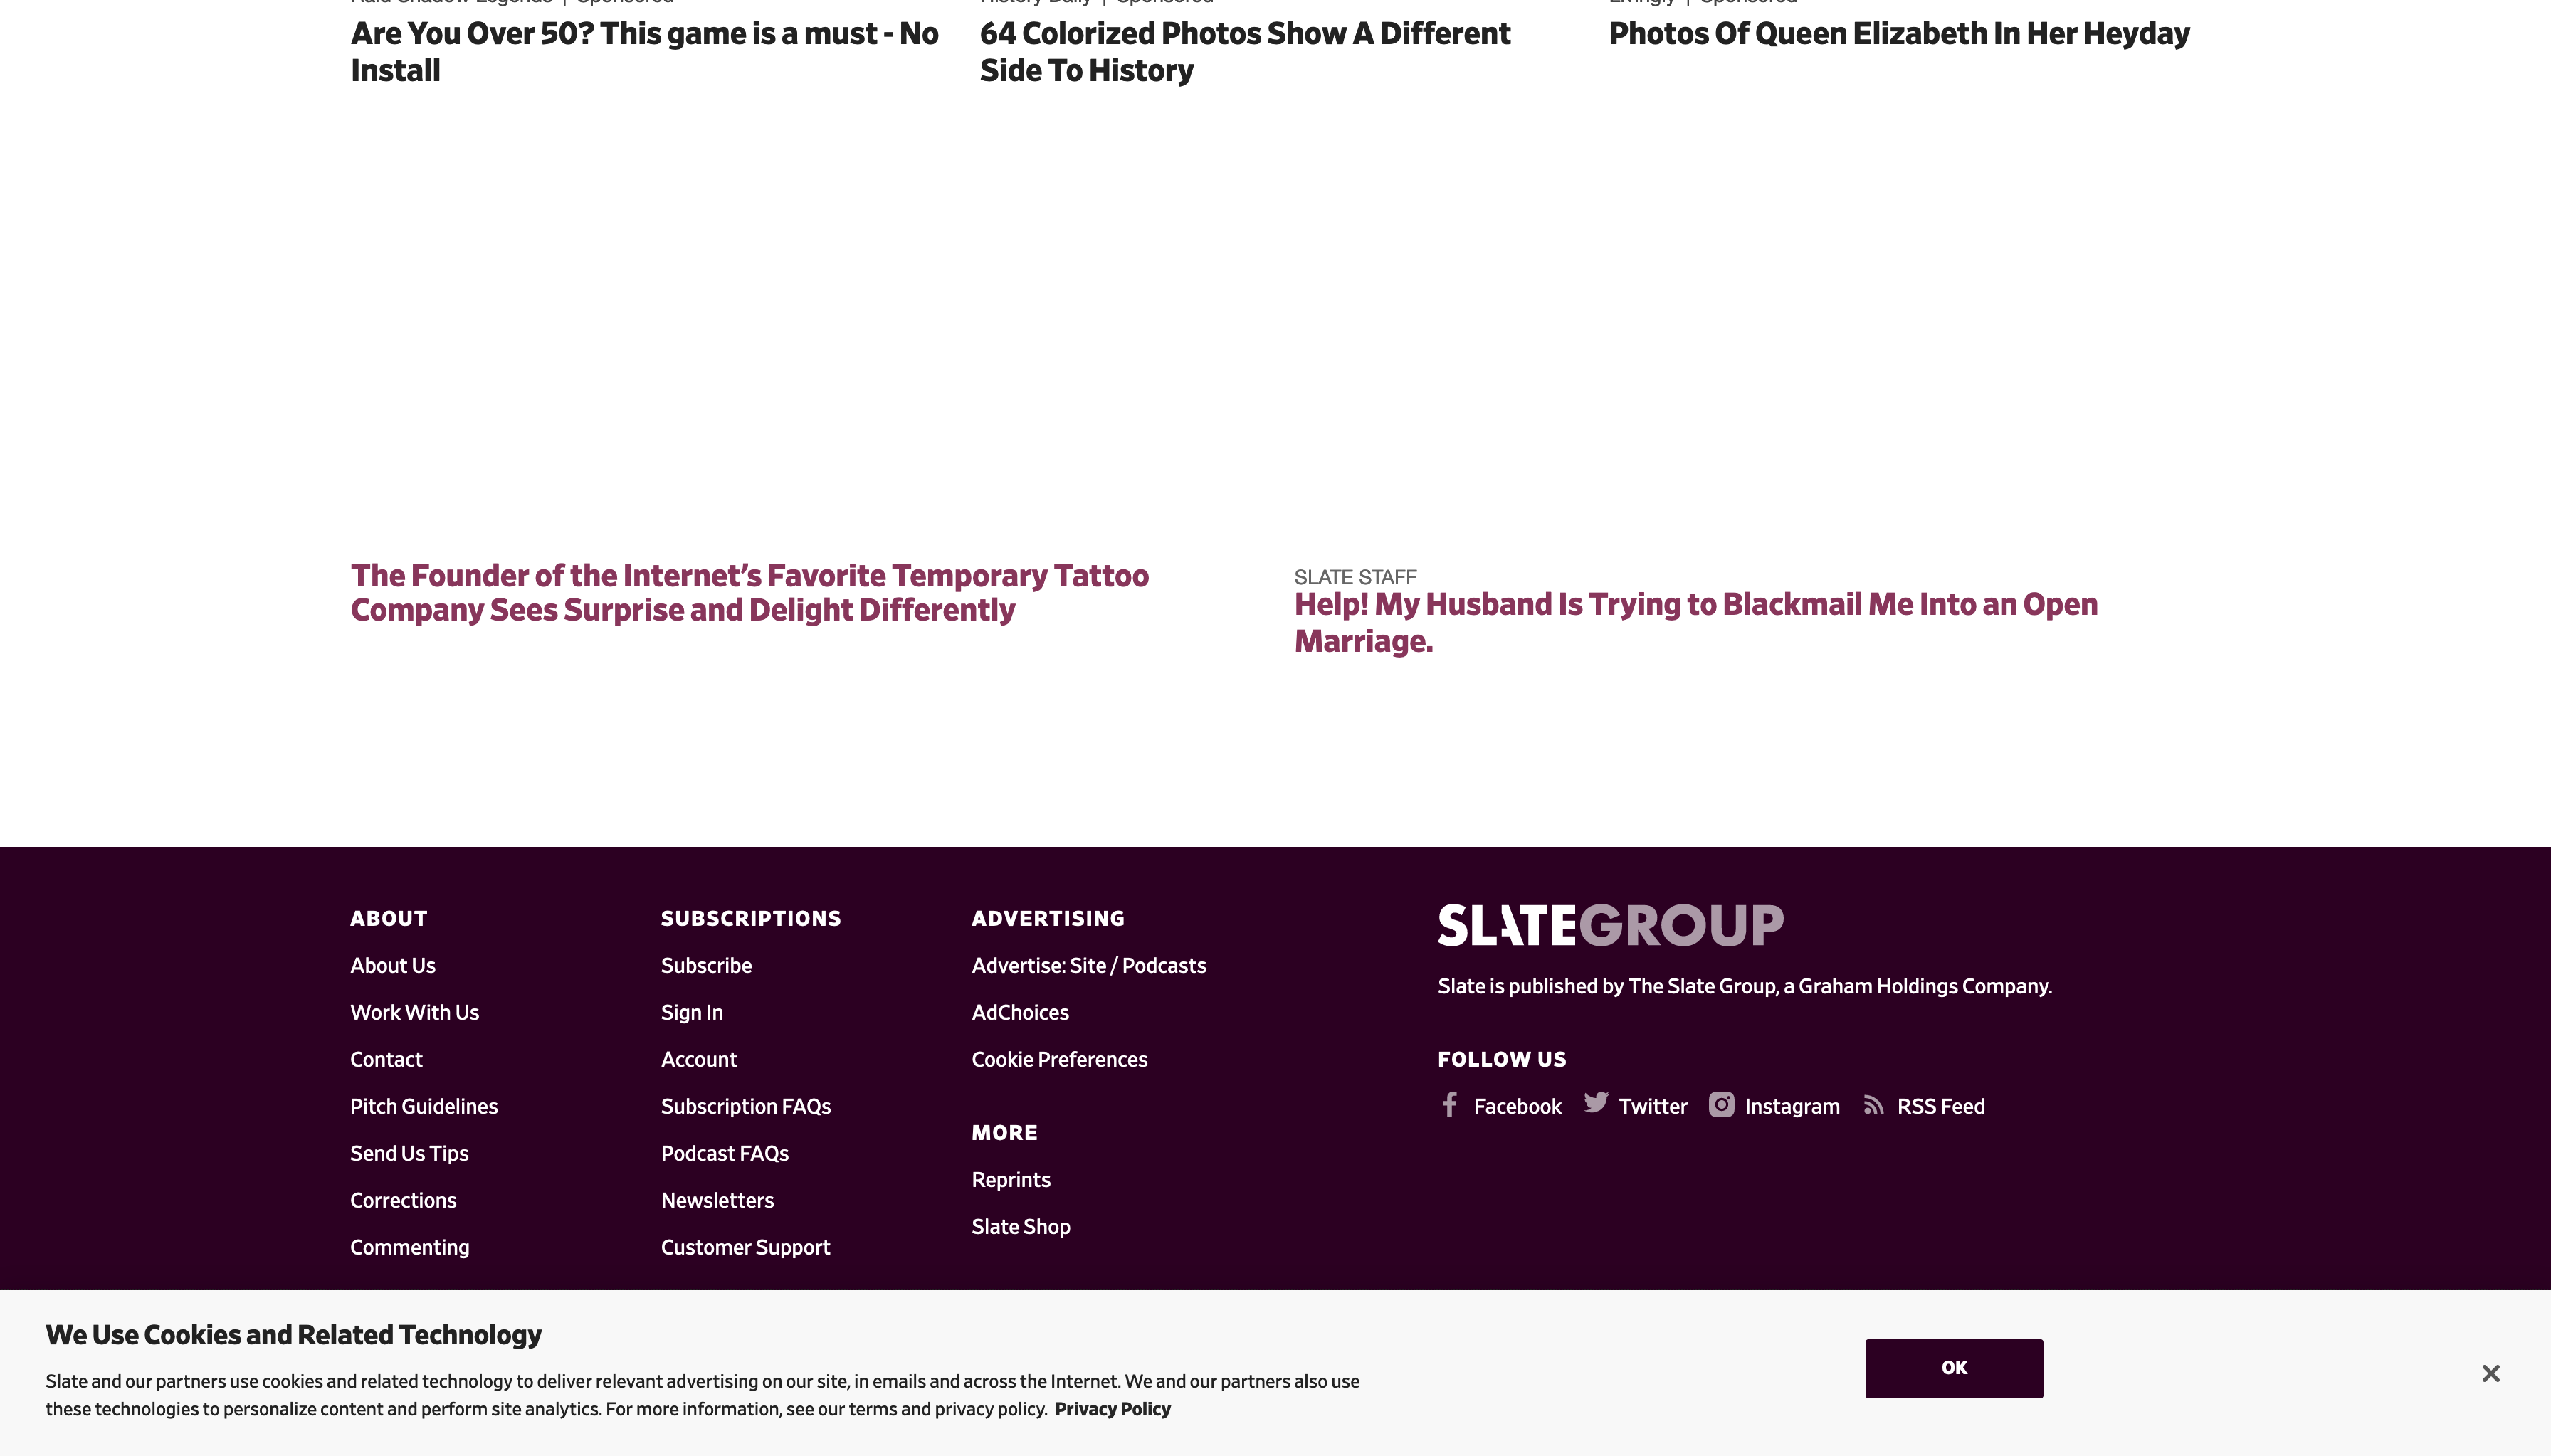 Raid Shadow Legends | Sponsored
Are You Over 50? This game is a must - No
Install
History Daily | Sponsored
64 Colorized Photos Show A Different
Side To History
Livingly | Sponsored
Photos Of Queen Elizabeth In Her Heyday
The Founder of the Internet’s Favorite Temporary Tattoo
Company Sees Surprise and Delight Differently
SLATE STAFF
Help! My Husband Is Trying to Blackmail Me Into an Open
Marriage.
ABOUT
About Us
Work With Us
Contact
Pitch Guidelines
Send Us Tips
Corrections
Commenting
SUBSCRIPTIONS
Subscribe
Sign In
Account
Subscription FAQs
Podcast FAQs
Newsletters
Customer Support
ADVERTISING
Advertise: Site / Podcasts
AdChoices
Cookie Preferences
MORE
Reprints
Slate Shop
SLATEGROUP
Slate is published by The Slate Group, a Graham Holdings Company.
FOLLOW US
Facebook Twitter Instagram RSS Feed
We Use Cookies and Related Technology
Slate and our partners use cookies and related technology to deliver relevant advertising on our site, in emails and across the Internet. We and our partners also use
these technologies to personalize content and perform site analytics. For more information, see our terms and privacy policy. Privacy Policy
OK